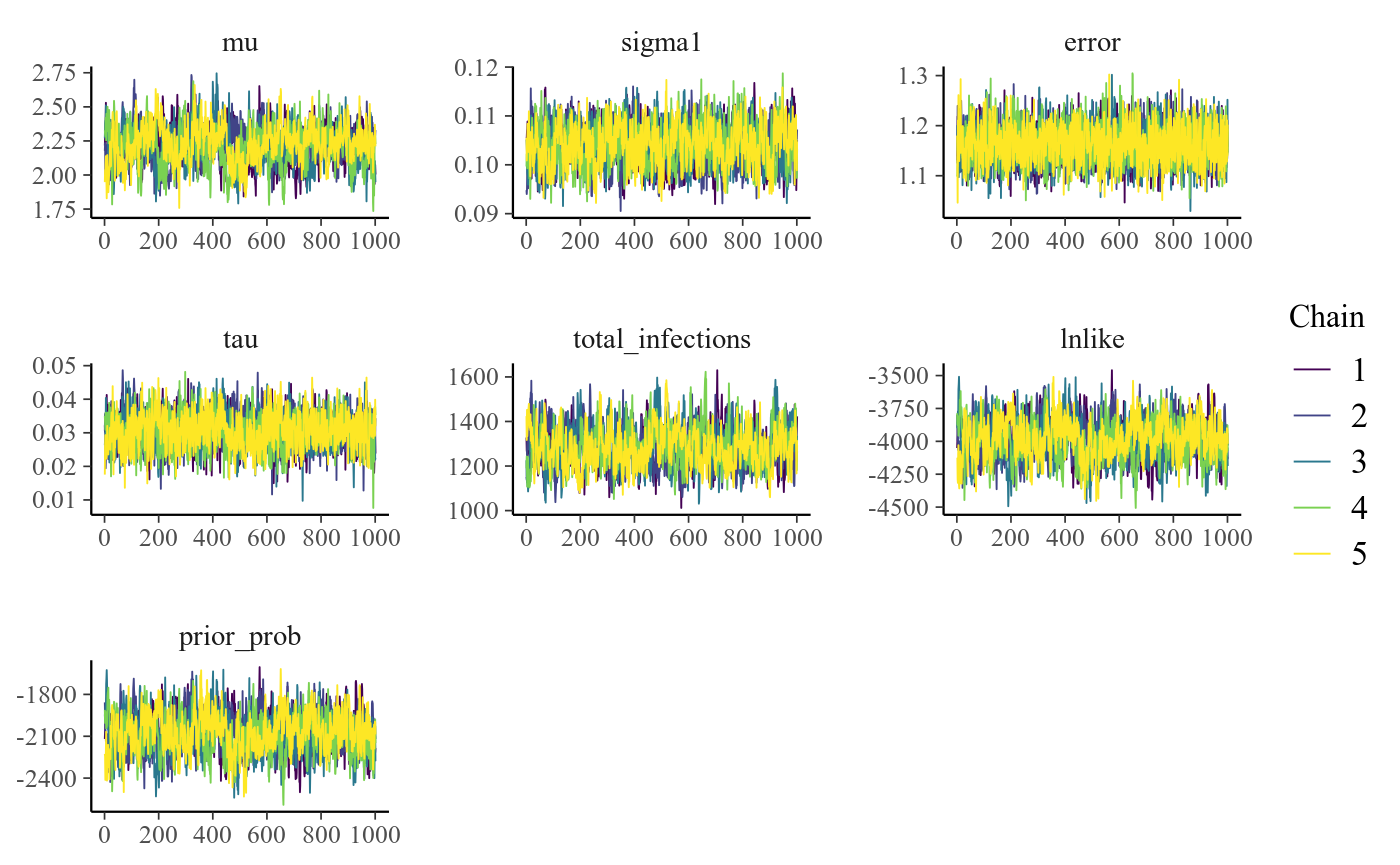 mu
sigma1
error
2.75
2.50
2.25
2.00
1.75
0.12
0.11
0.10
0.09
1.3
1.2
1.1
0 200 400 600 800 1000
0 200 400 600 800 1000
0 200 400 600 800 1000
tau
total_infections
lnlike
0.05
0.04
0.03
0.02
0.01
1600
1400
1200
1000
-3500
-3750
-4000
-4250
-4500
0 200 400 600 800 1000
0 200 400 600 800 1000
0 200 400 600 800 1000
prior_prob
-1800
-2100
-2400
0 200 400 600 800 1000
Chain
1
2
3
4
5